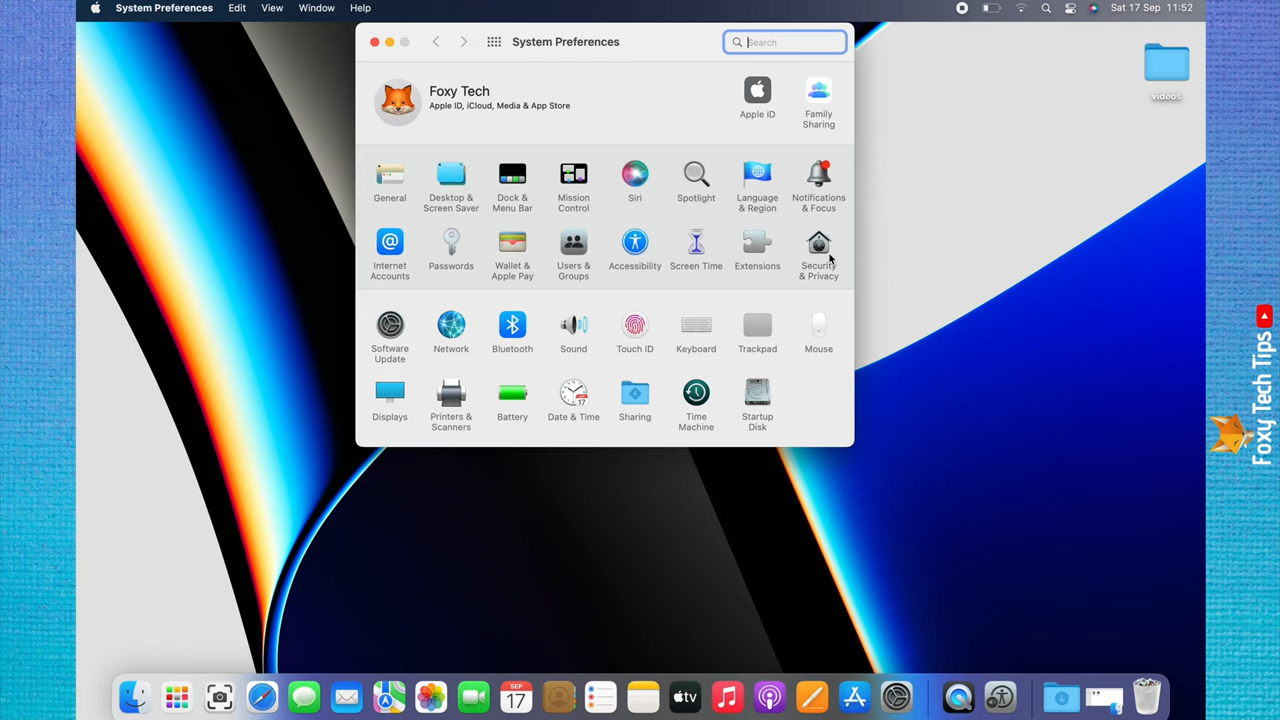 System Preferences Edit View Window Help Sat 17 Sep 11:52
System Preferences Search
videos
Foxy Tech
Apple ID, iCloud, Media & App Store
Apple ID
Family
Sharing
General
Desktop &
Screen Saver
Dock &
Menu Bar
Mission
Control
Siri
Spotlight
Language
& Region
Notifications
& Focus
Internet
Accounts
Passwords
Wallet &
Apple Pay
Users &
Groups
Accessibility
Screen Time
Extensions
Security
& Privacy
Software
Update
Network
Bluetooth
Sound
Touch ID
Keyboard
Trackpad
Mouse
Displays
Printers &
Scanners
Battery
17
Date & Time
Sharing
Time
Machine
Startup
Disk
Foxy Tech Tips
SEP
17
tv